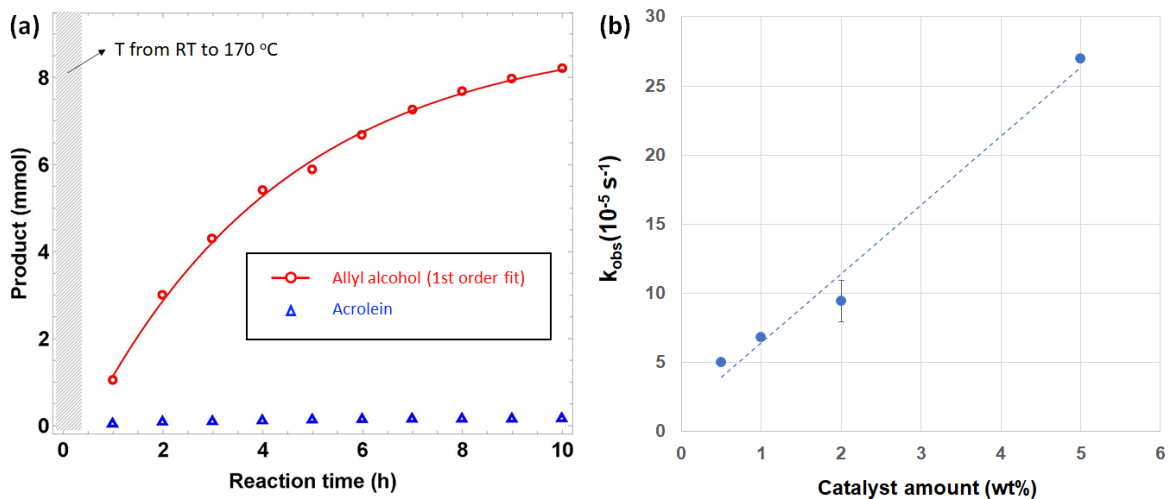 (a)
T from RT to 170 °C
Product (mmol)
8
6
4
2
0
Allyl alcohol (1st order fit)
Acrolein
0 2 4 6 8 10
Reaction time (h)
(b)
kobs(10-5 s-1)
30
25
20
15
10
5
0
0 1 2 3 4 5 6
Catalyst amount (wt%)